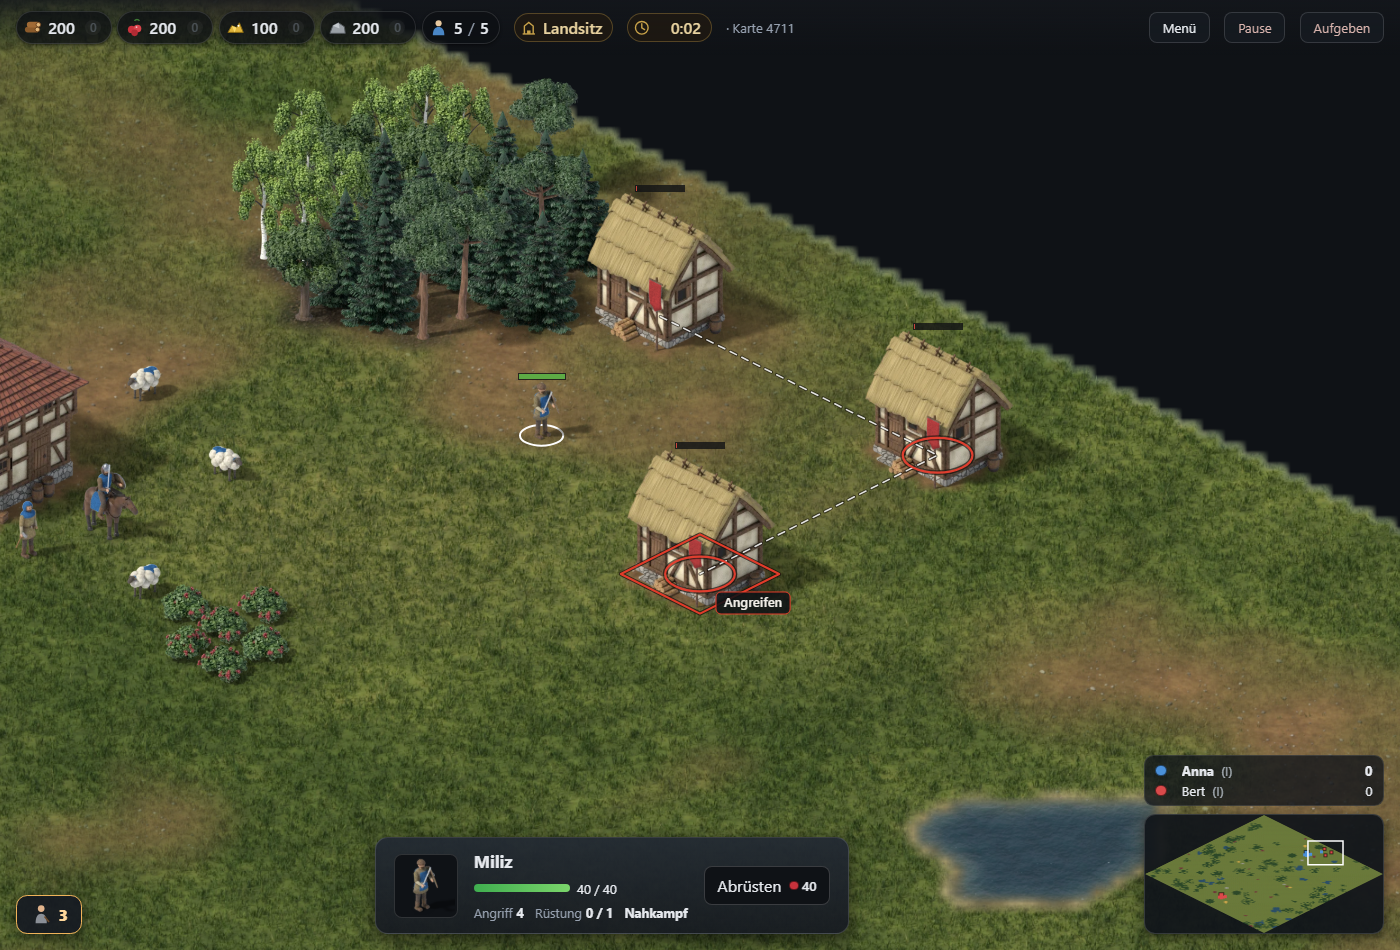 200 0 200 0 100 0 200 0 5 / 5 Landsitz 0:02 · Karte 4711 Menü Pause Aufgeben
Angreifen
Anna (I) 0
Bert (I) 0
Miliz
40 / 40
Abrüsten 40
Angriff 4 Rüstung 0 / 1 Nahkampf
3